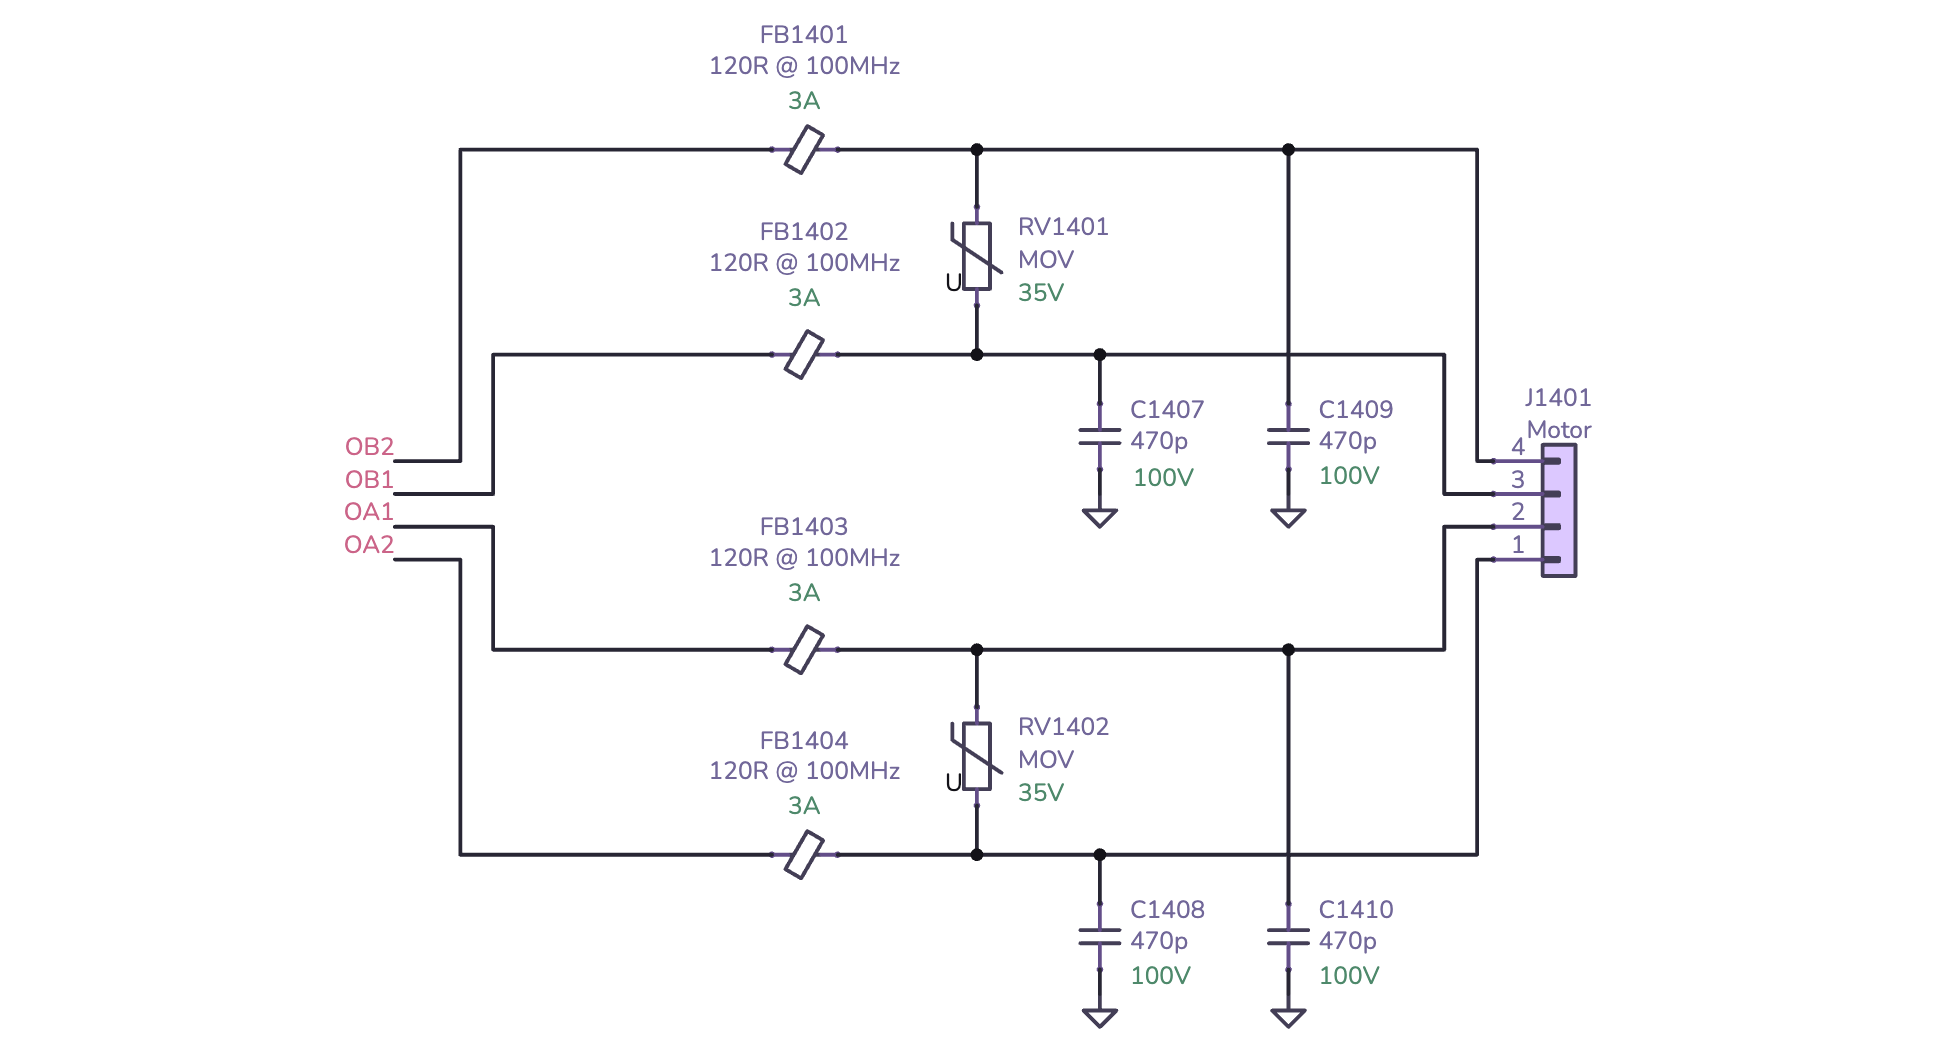 FB1401
120R @ 100MHz
3A
FB1402
120R @ 100MHz
3A
RV1401
MOV
35V
U
C1407
470p
100V
C1409
470p
100V
J1401
Motor
4
3
2
1
OB2
OB1
OA1
OA2
FB1403
120R @ 100MHz
3A
FB1404
120R @ 100MHz
3A
RV1402
MOV
35V
U
C1408
470p
100V
C1410
470p
100V